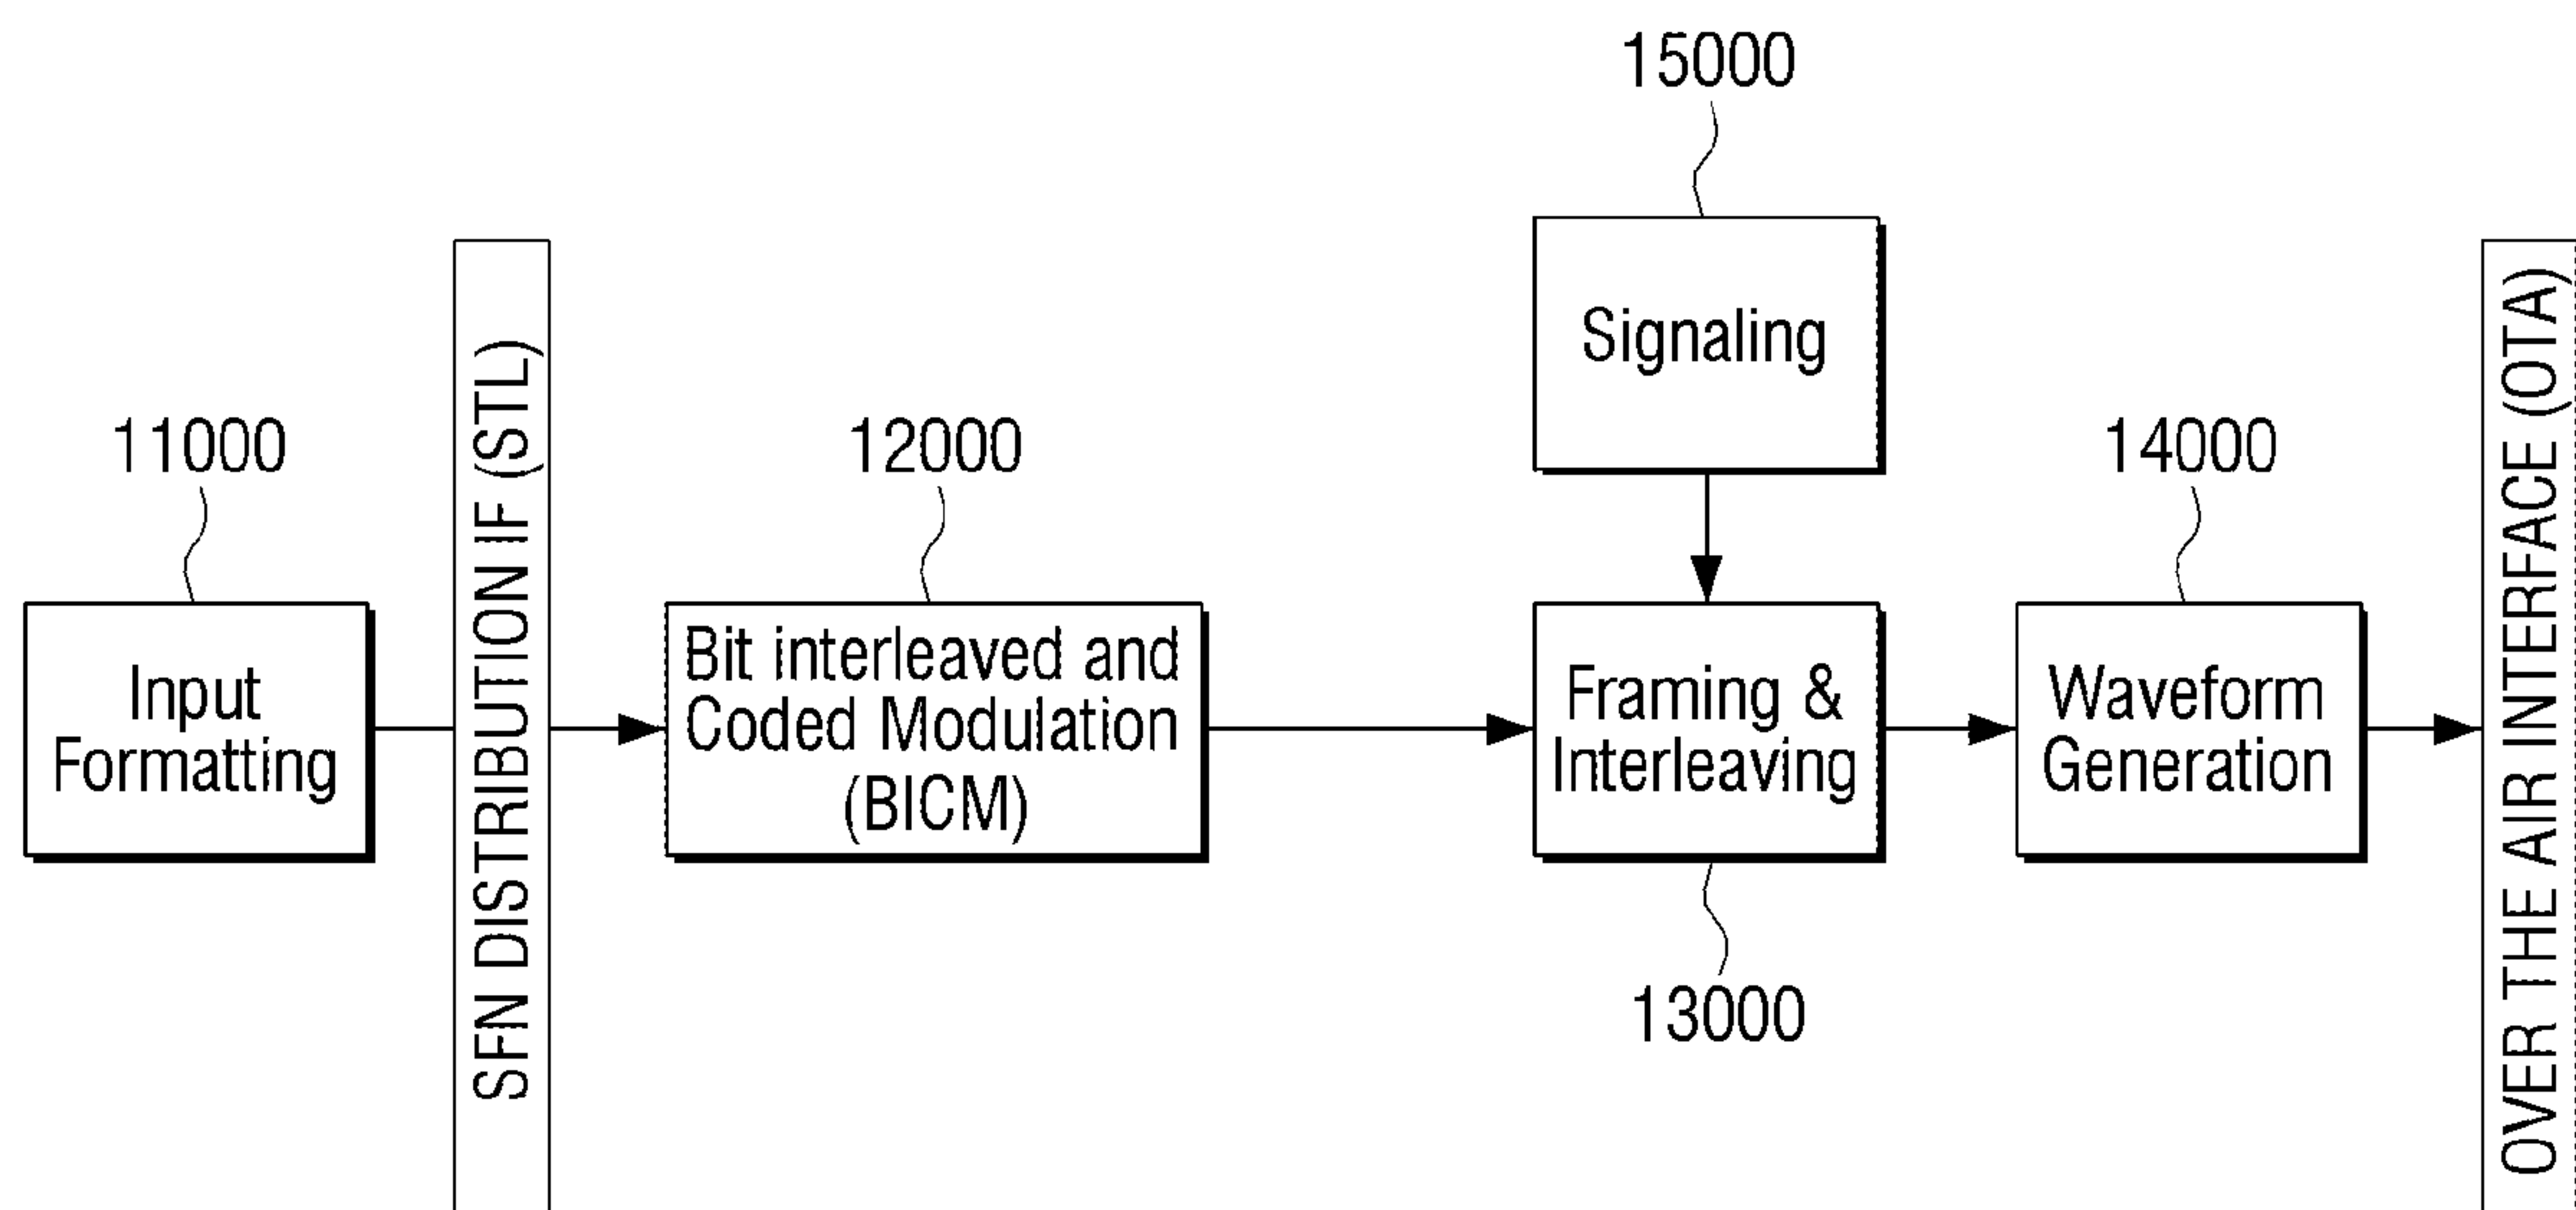 15000
Signaling
11000
Input
Formatting
SFN DISTRIBUTION IF (STL)
12000
Bit interleaved and
Coded Modulation
(BICM)
Framing &
Interleaving
13000
14000
Waveform
Generation
OVER THE AIR INTERFACE (OTA)